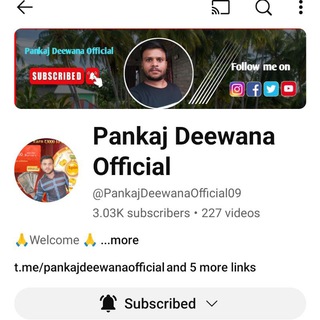 Pankaj Deewana Official
SUBSCRIBED
Follow me on
Pankaj Deewana
Official
@PankajDeewanaOfficial09
3.03K subscribers • 227 videos
🙏Welcome 🙏 ...more
t.me/pankajdeewanaofficial and 5 more links
Subscribed